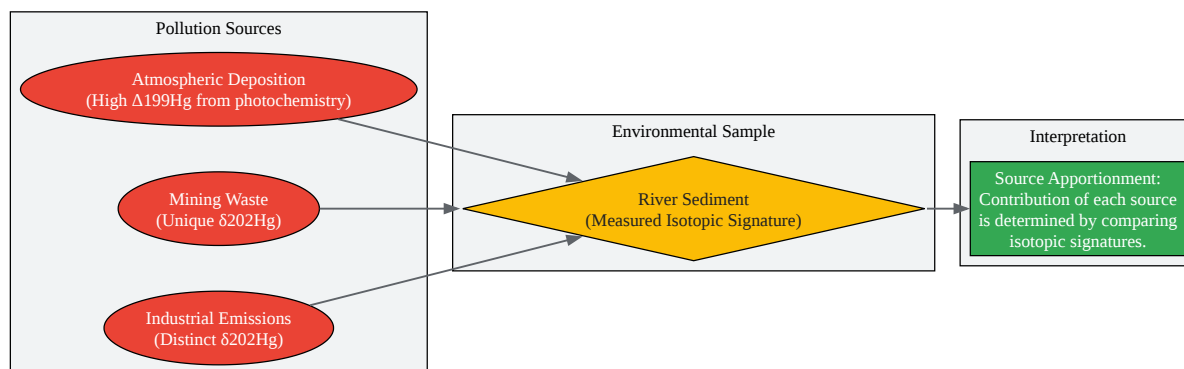 Pollution Sources
Atmospheric Deposition
(High Δ199Hg from photochemistry)
Mining Waste
(Unique δ202Hg)
Industrial Emissions
(Distinct δ202Hg)
Environmental Sample
River Sediment
(Measured Isotopic Signature)
Interpretation
Source Apportionment:
Contribution of each source
is determined by comparing
isotopic signatures.